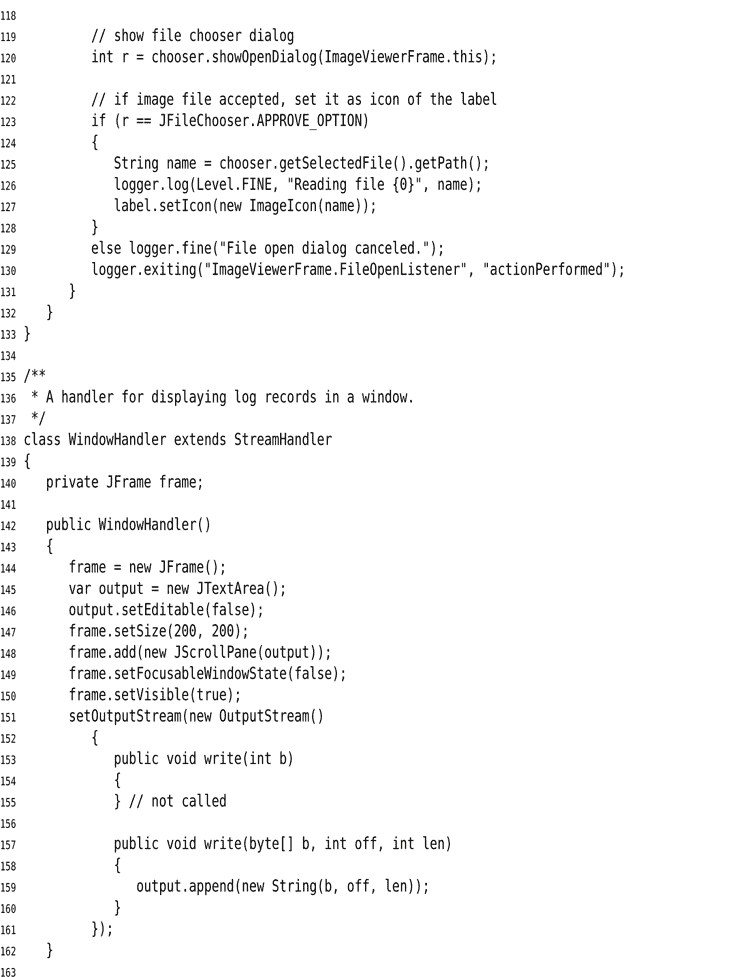 118
119          // show file chooser dialog
120          int r = chooser.showOpenDialog(ImageViewerFrame.this);
121
122          // if image file accepted, set it as icon of the label
123          if (r == JFileChooser.APPROVE_OPTION)
124          {
125             String name = chooser.getSelectedFile().getPath();
126             logger.log(Level.FINE, "Reading file {0}", name);
127             label.setIcon(new ImageIcon(name));
128          }
129          else logger.fine("File open dialog canceled.");
130          logger.exiting("ImageViewerFrame.FileOpenListener", "actionPerformed");
131       }
132    }
133 }
134
135 /**
136  * A handler for displaying log records in a window.
137  */
138 class WindowHandler extends StreamHandler
139 {
140    private JFrame frame;
141
142    public WindowHandler()
143    {
144       frame = new JFrame();
145       var output = new JTextArea();
146       output.setEditable(false);
147       frame.setSize(200, 200);
148       frame.add(new JScrollPane(output));
149       frame.setFocusableWindowState(false);
150       frame.setVisible(true);
151       setOutputStream(new OutputStream()
152          {
153             public void write(int b)
154             {
155             } // not called
156
157             public void write(byte[] b, int off, int len)
158             {
159                output.append(new String(b, off, len));
160             }
161          });
162    }
163